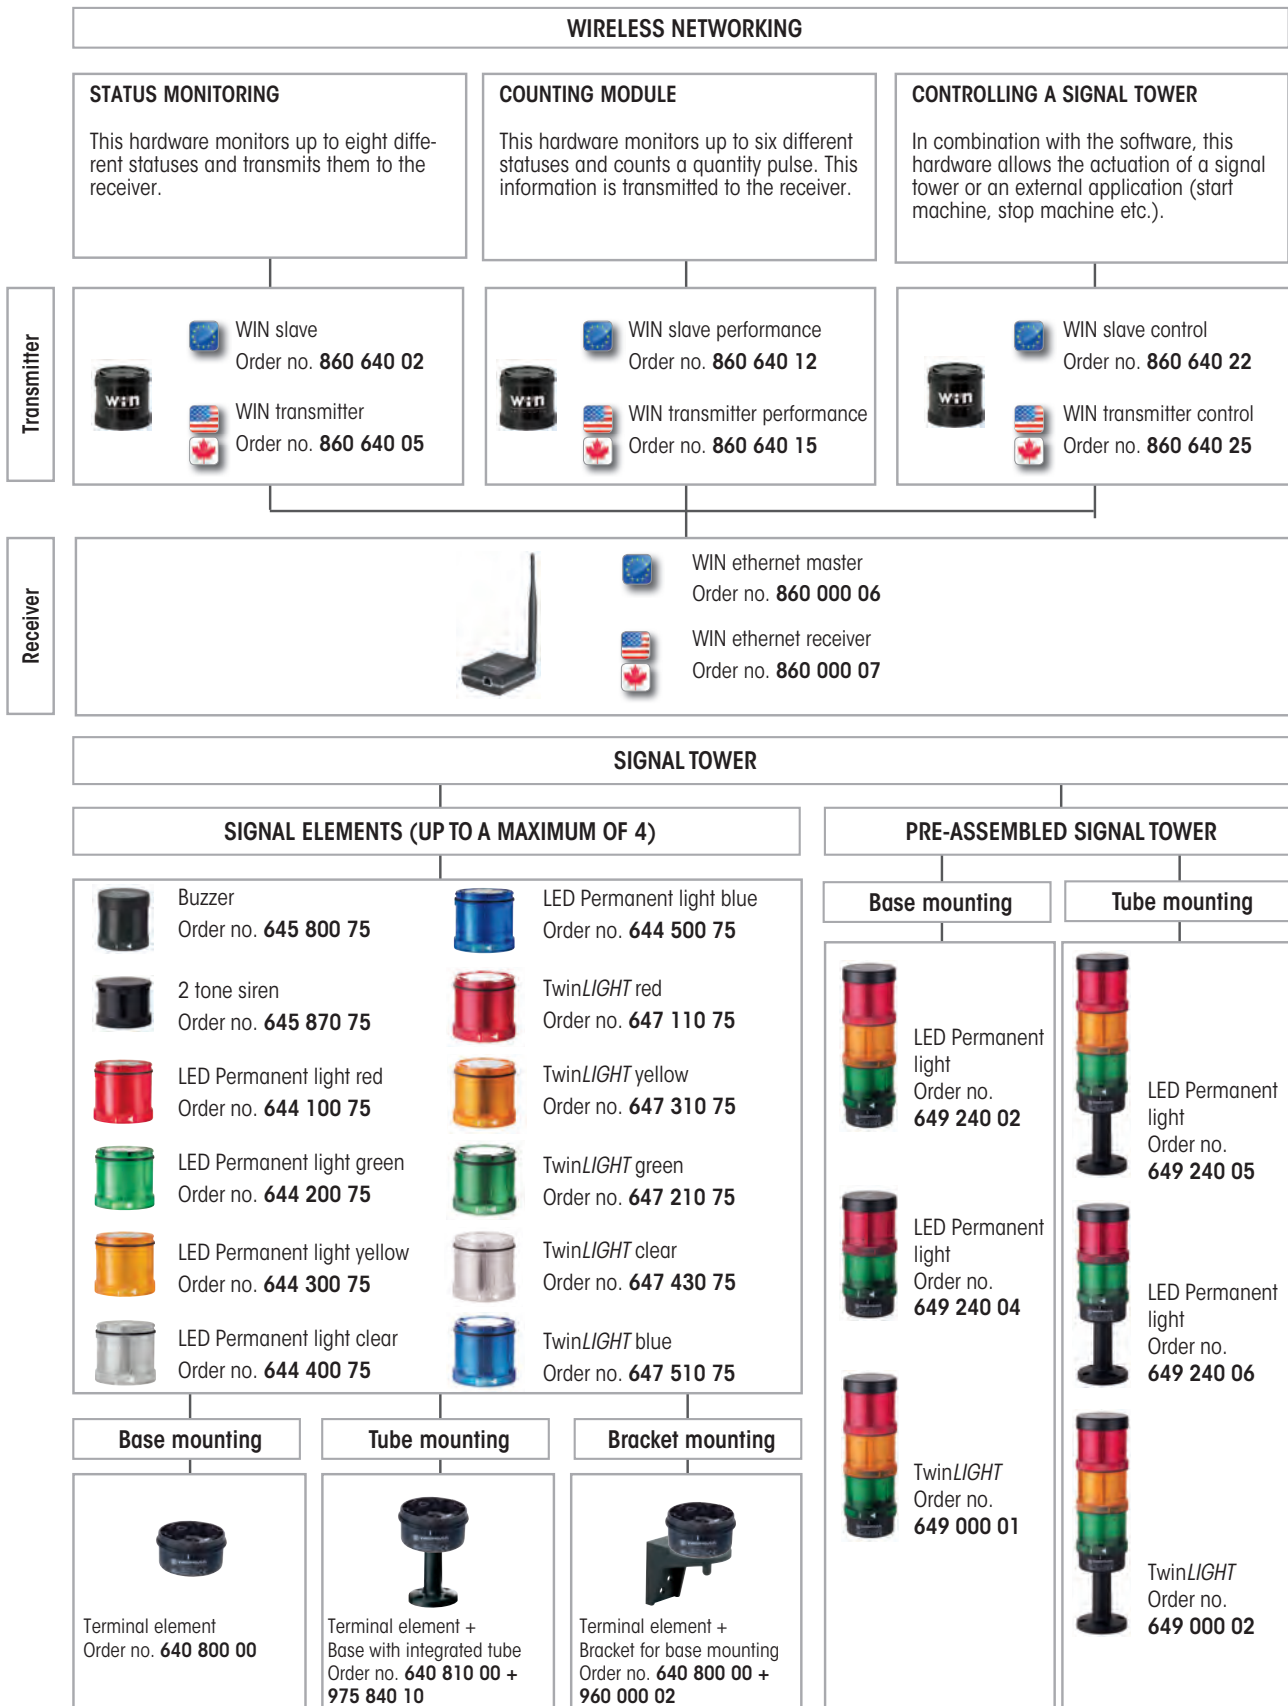 WIRELESS NETWORKING
STATUS MONITORING
This hardware monitors up to eight diffe-
rent statuses and transmits them to the
receiver.
COUNTING MODULE
This hardware monitors up to six different
statuses and counts a quantity pulse. This
information is transmitted to the receiver.
CONTROLLING A SIGNAL TOWER
In combination with the software, this
hardware allows the actuation of a signal
tower or an external application (start
machine, stop machine etc.).
Transmitter
win
WIN slave
Order no. 860 640 02
WIN transmitter
Order no. 860 640 05
win
WIN slave performance
Order no. 860 640 12
WIN transmitter performance
Order no. 860 640 15
win
WIN slave control
Order no. 860 640 22
WIN transmitter control
Order no. 860 640 25
Receiver
WIN ethernet master
Order no. 860 000 06
WIN ethernet receiver
Order no. 860 000 07
SIGNAL TOWER
SIGNAL ELEMENTS (UP TO A MAXIMUM OF 4)
Buzzer
Order no. 645 800 75
2 tone siren
Order no. 645 870 75
LED Permanent light red
Order no. 644 100 75
LED Permanent light green
Order no. 644 200 75
LED Permanent light yellow
Order no. 644 300 75
LED Permanent light clear
Order no. 644 400 75
LED Permanent light blue
Order no. 644 500 75
TwinLIGHT red
Order no. 647 110 75
TwinLIGHT yellow
Order no. 647 310 75
TwinLIGHT green
Order no. 647 210 75
TwinLIGHT clear
Order no. 647 430 75
TwinLIGHT blue
Order no. 647 510 75
Base mounting
Terminal element
Order no. 640 800 00
Tube mounting
Terminal element +
Base with integrated tube
Order no. 640 810 00 +
975 840 10
Bracket mounting
Terminal element +
Bracket for base mounting
Order no. 640 800 00 +
960 000 02
PRE-ASSEMBLED SIGNAL TOWER
Base mounting
LED Permanent
light
Order no.
649 240 02
LED Permanent
light
Order no.
649 240 04
TwinLIGHT
Order no.
649 000 01
Tube mounting
LED Permanent
light
Order no.
649 240 05
LED Permanent
light
Order no.
649 240 06
TwinLIGHT
Order no.
649 000 02